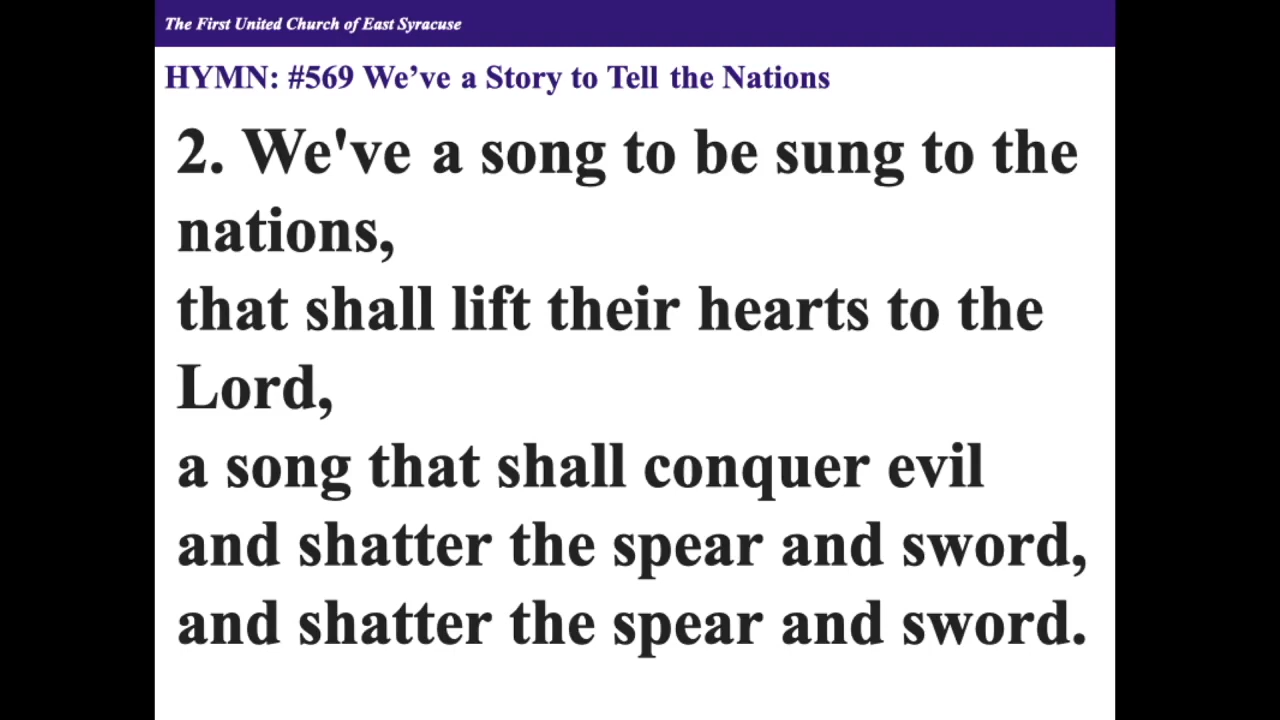 The First United Church of East Syracuse
HYMN: #569 We’ve a Story to Tell the Nations
2. We've a song to be sung to the
nations,
that shall lift their hearts to the
Lord,
a song that shall conquer evil
and shatter the spear and sword,
and shatter the spear and sword.